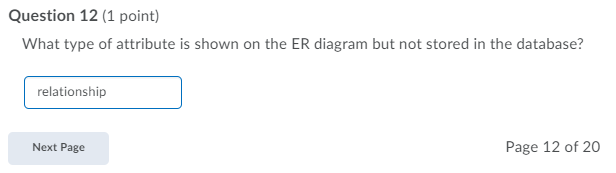 Question 12 (1 point)
What type of attribute is shown on the ER diagram but not stored in the database?
relationship
Next Page
Page 12 of 20